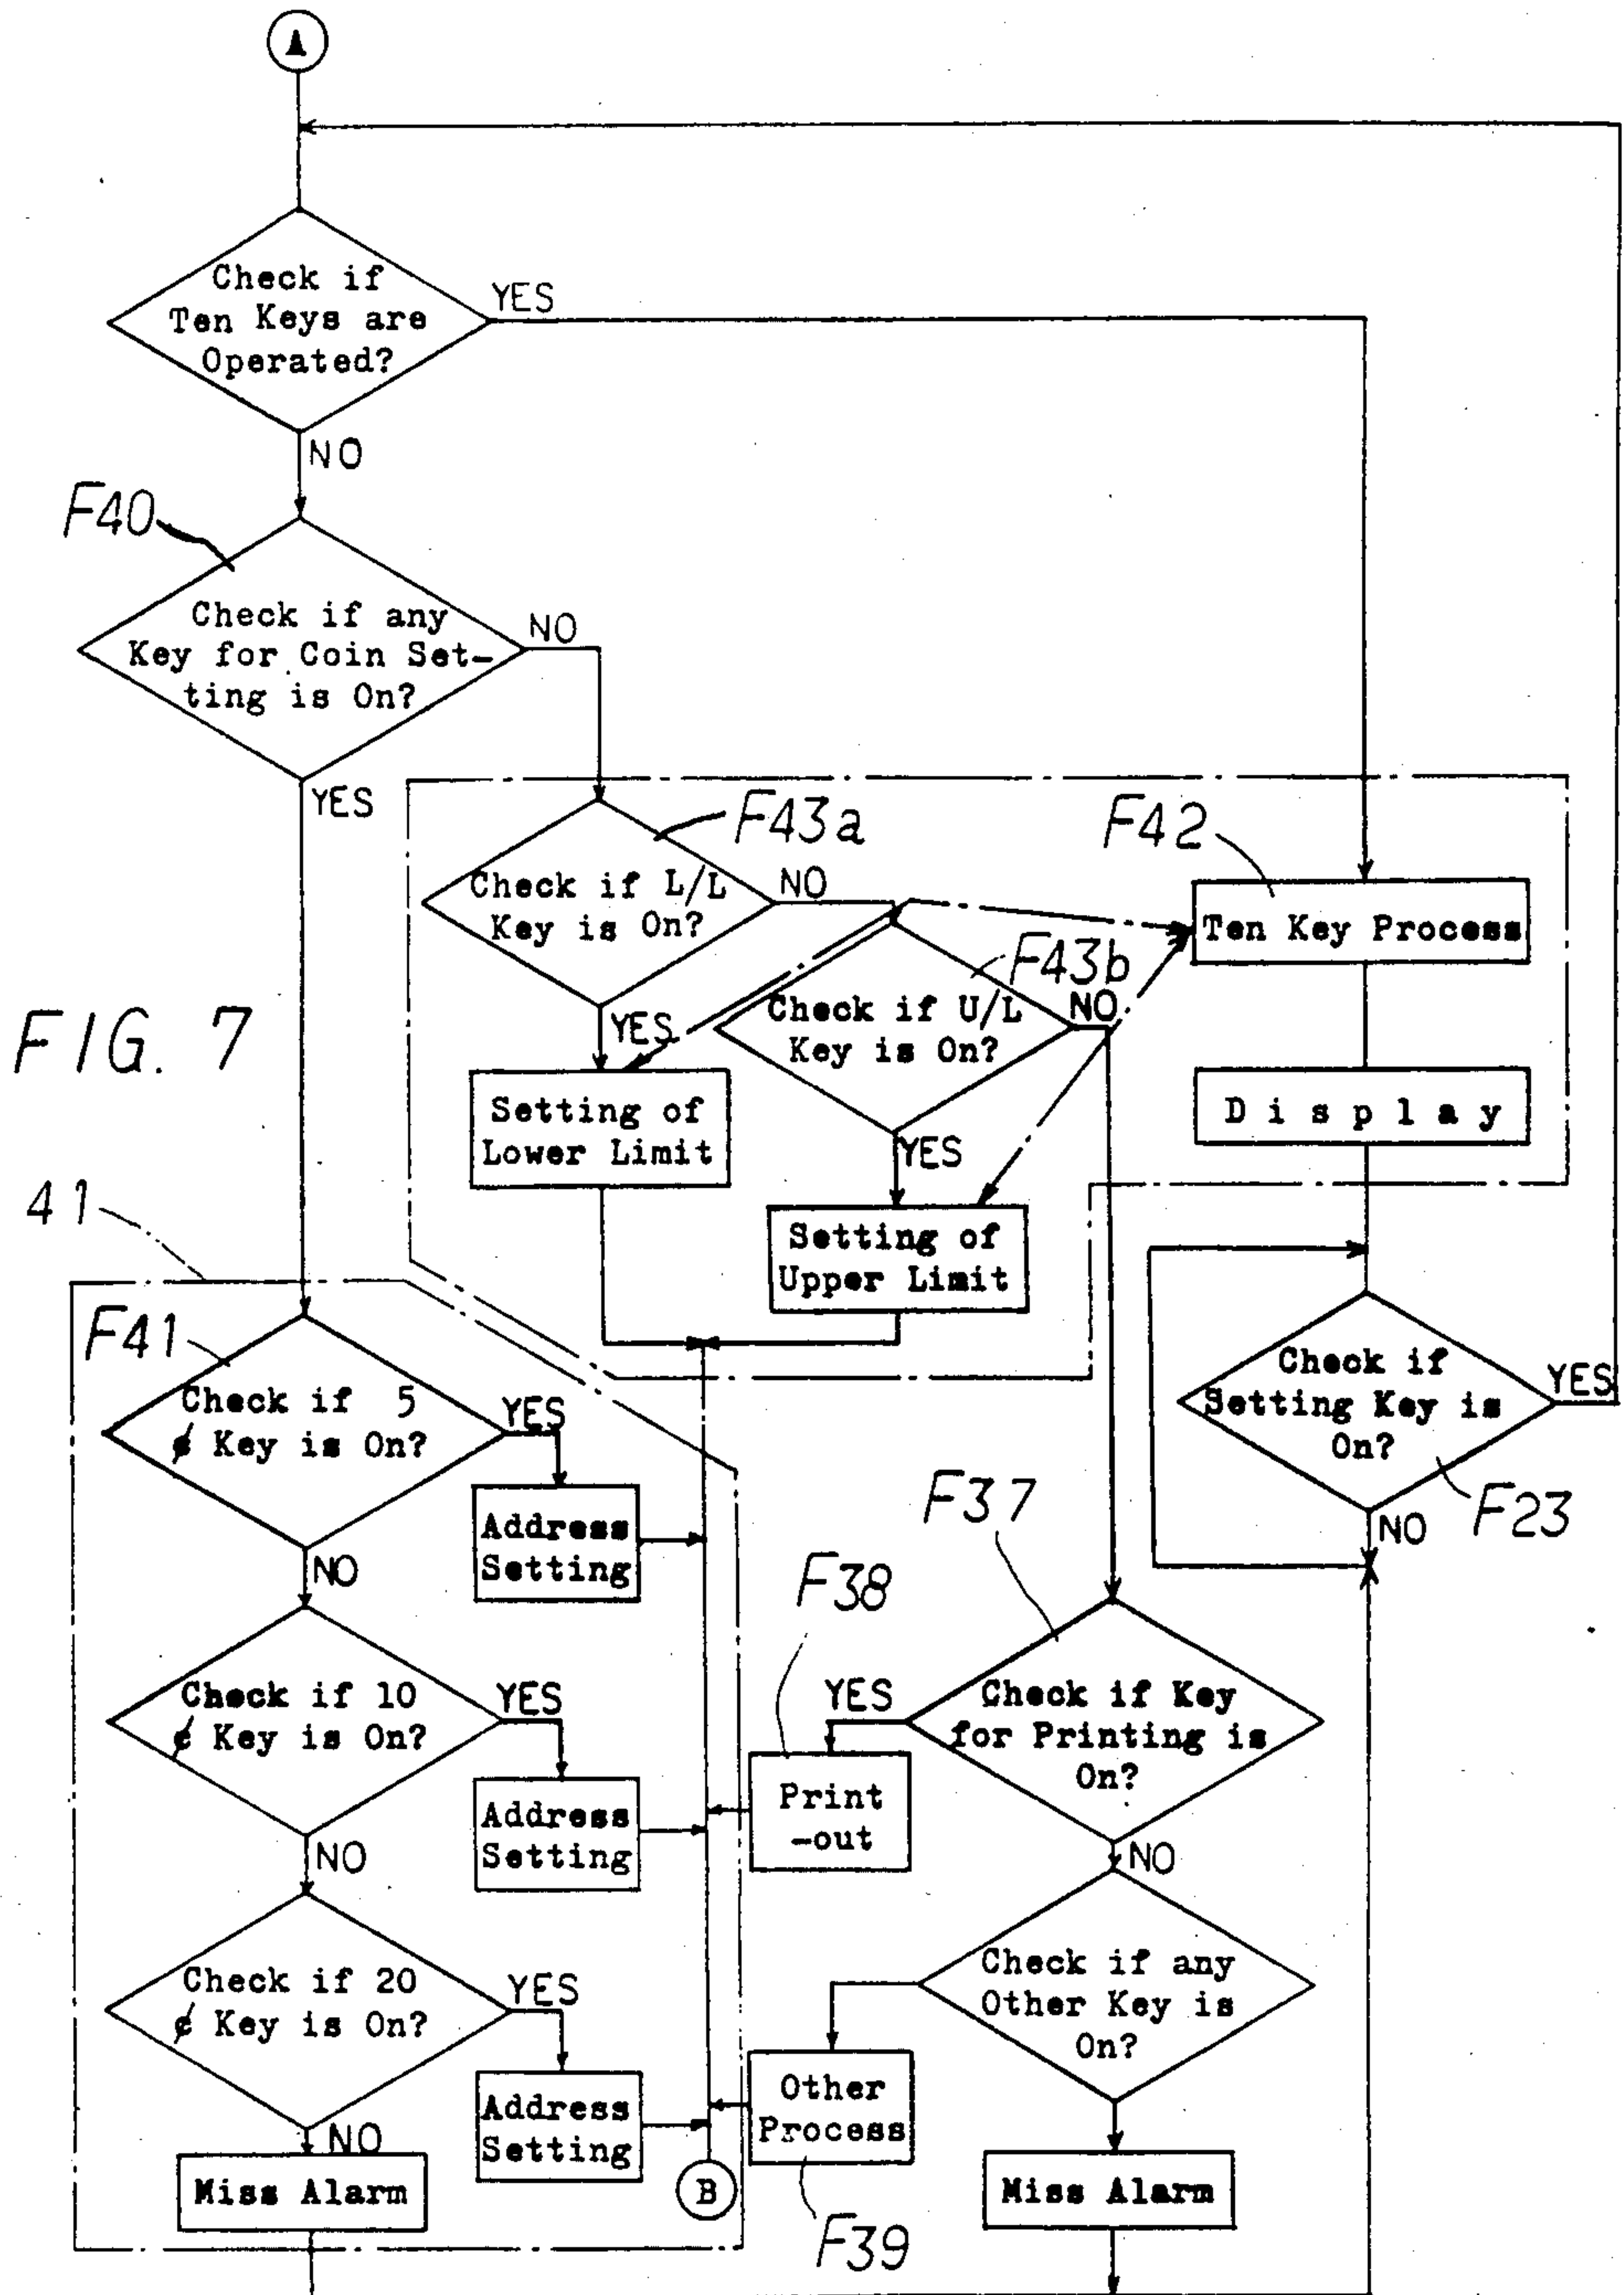 A
Check if
Ten Keys are
Operated?
YES
NO
F40
Check if any
Key for Coin Set-
ting is On?
NO
YES
F43a
Check if L/L
Key is On?
NO
YES
F42
Ten Key Process
F43b
Check if U/L
Key is On?
NO
YES
FIG. 7
Setting of
Lower Limit
Display
Setting of
Upper Limit
41
F41
Check if 5
¢ Key is On?
YES
NO
Address
Setting
Check if
Setting Key is
On?
YES
NO
F23
F37
F38
Check if 10
¢ Key is On?
YES
NO
Address
Setting
YES
Check if Key
for Printing is
On?
NO
Print
-out
Check if 20
¢ Key is On?
YES
NO
Address
Setting
Check if any
Other Key is
On?
Other
Process
Miss Alarm
B
F39
Miss Alarm